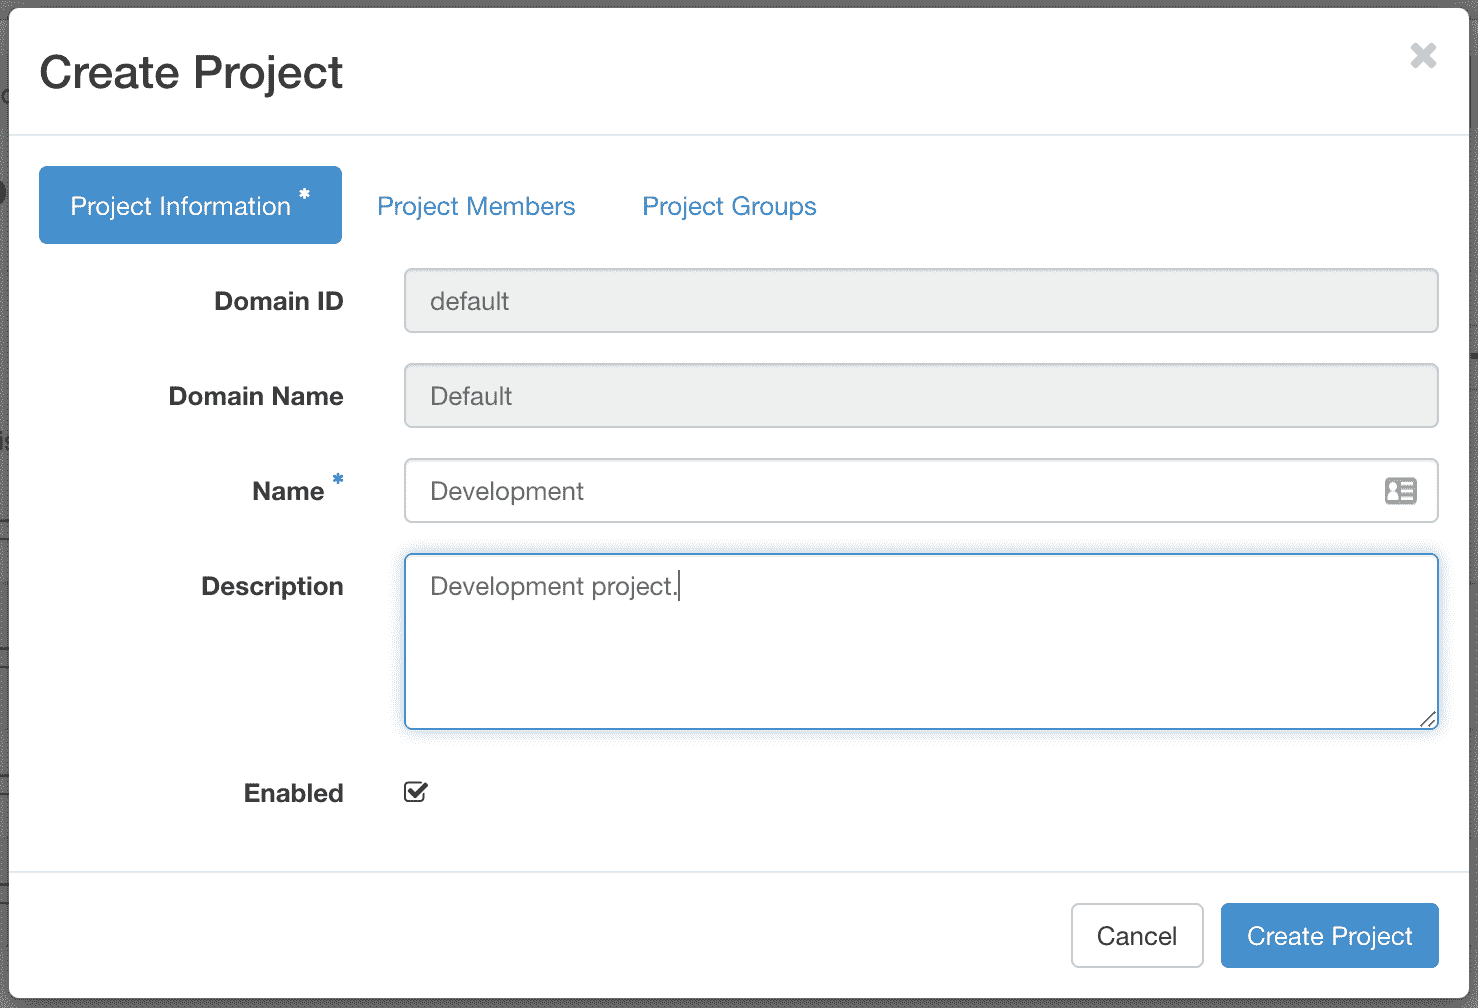 Create Project
Project Information *
Project Members
Project Groups
Domain ID
default
Domain Name
Default
Name *
Development
Description
Development project.
Enabled
Cancel
Create Project